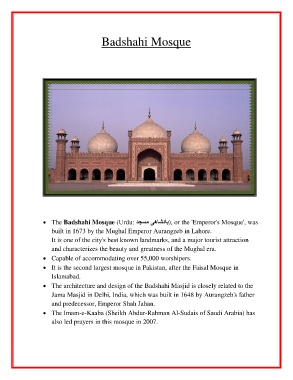 Badshahi Mosque
• The Badshahi Mosque (Urdu: بادشاهی مسجد), or the 'Emperor's Mosque', was
built in 1673 by the Mughal Emperor Aurangzeb in Lahore.
It is one of the city's best known landmarks, and a major tourist attraction
and characterizes the beauty and greatness of the Mughal era.
• Capable of accommodating over 55,000 worshipers.
• It is the second largest mosque in Pakistan, after the Faisal Mosque in
Islamabad.
• The architecture and design of the Badshahi Masjid is closely related to the
Jama Masjid in Delhi, India, which was built in 1648 by Aurangzeb's father
and predecessor, Emperor Shah Jahan.
• The Imam-e-Kaaba (Sheikh Abdur-Rahman Al-Sudais of Saudi Arabia) has
also led prayers in this mosque in 2007.